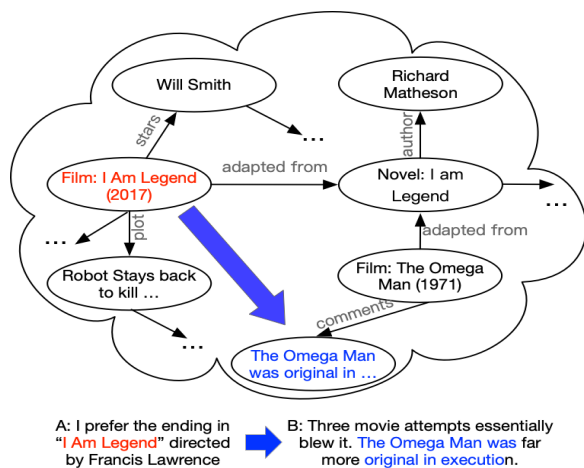 Will Smith
Richard
Matheson
stars
...
author
Film: I Am Legend
(2017)
adapted from
Novel: I am
Legend
...
...
plot
adapted from
Robot Stays back
to kill ...
Film: The Omega
Man (1971)
comments
...
The Omega Man
was original in ...
A: I prefer the ending in
“I Am Legend” directed
by Francis Lawrence
B: Three movie attempts essentially
blew it. The Omega Man was far
more original in execution.